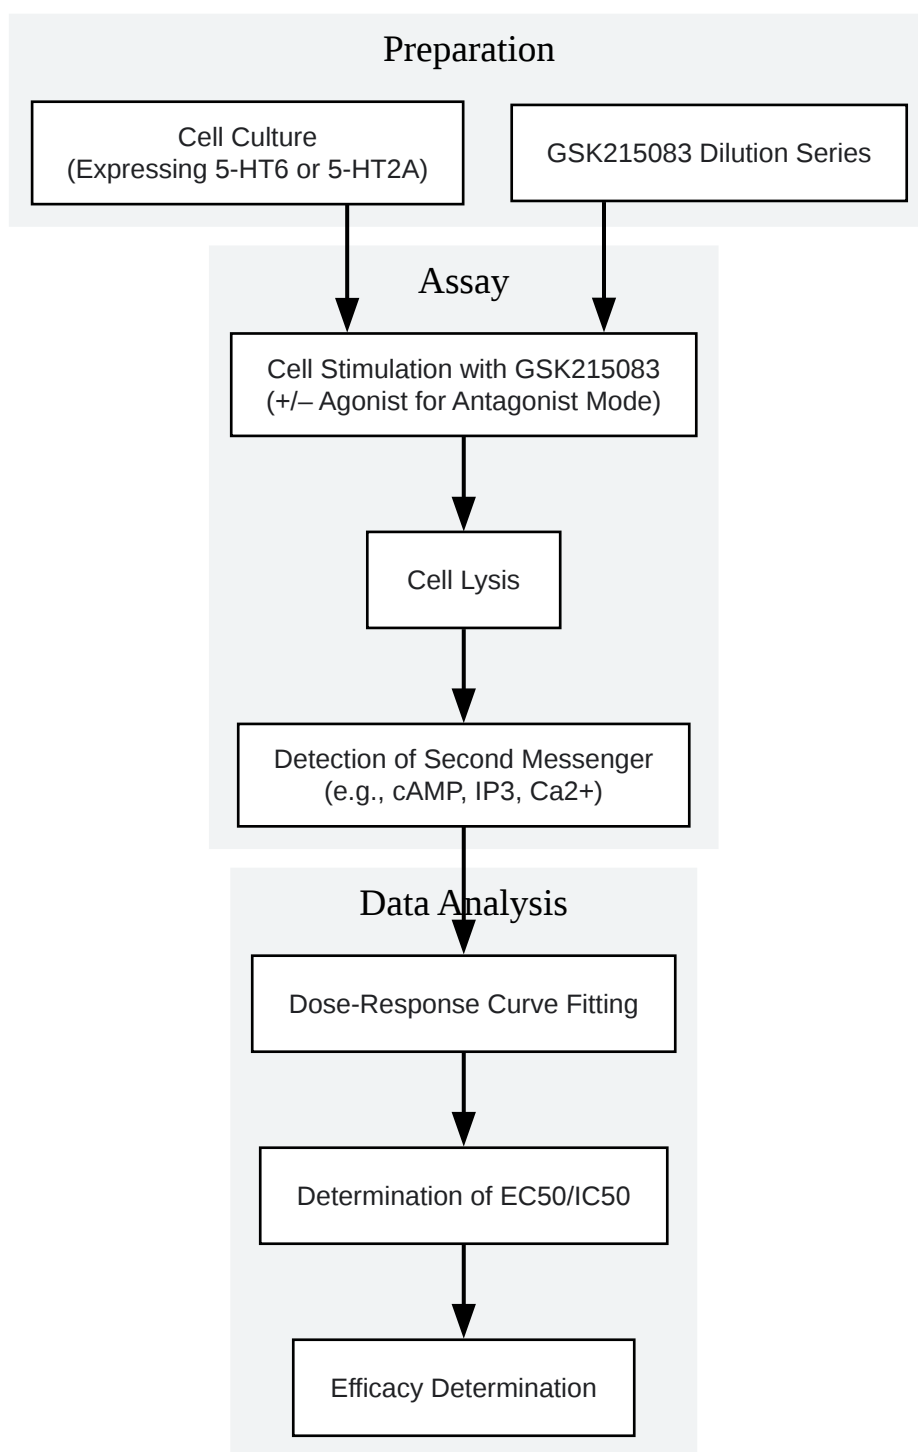 Preparation
Cell Culture
(Expressing 5-HT6 or 5-HT2A)
GSK215083 Dilution Series
Assay
Cell Stimulation with GSK215083
(+/– Agonist for Antagonist Mode)
Cell Lysis
Detection of Second Messenger
(e.g., cAMP, IP3, Ca2+)
Data Analysis
Dose-Response Curve Fitting
Determination of EC50/IC50
Efficacy Determination